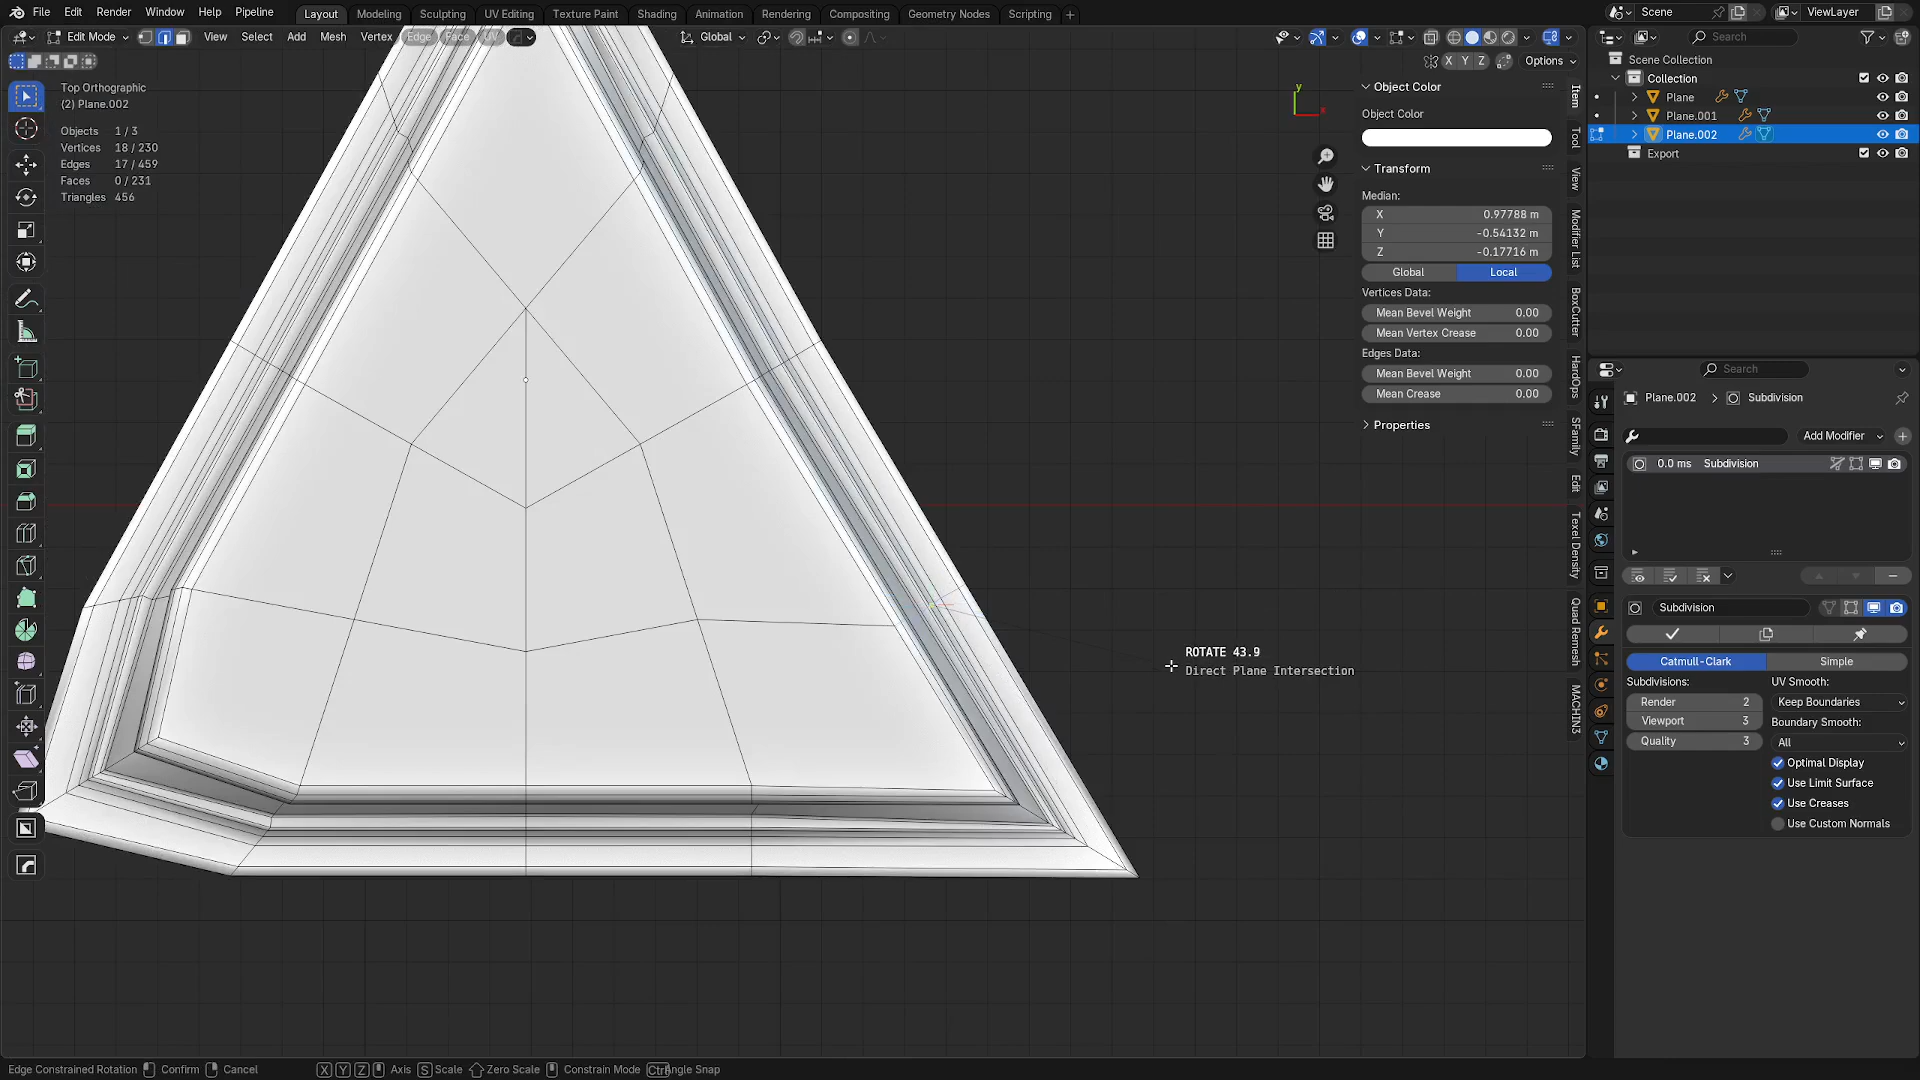 File Edit Render Window Help Pipeline Layout Modeling Sculpting UV Editing Texture Paint Shading Animation Rendering Compositing Geometry Nodes Scripting +
Scene ViewLayer
Edit Mode View Select Add Mesh Vertex Edge Face UV Global
Search
X Y Z Options
Top Orthographic
(2) Plane.002
Objects 1 / 3
Vertices 18 / 230
Edges 17 / 459
Faces 0 / 231
Triangles 456
y
x
Object Color
Object Color
Transform
Median:
X 0.97788 m
Y -0.54132 m
Z -0.17716 m
Global Local
Vertices Data:
Mean Bevel Weight 0.00
Mean Vertex Crease 0.00
Edges Data:
Mean Bevel Weight 0.00
Mean Crease 0.00
Properties
Item
Tool
View
Modifier List
BoxCutter
HardOps
SFamily
Edit
Texel Density
Quad Remesh
MACHIN3
Scene Collection
Collection
Plane
Plane.001
Plane.002
Export
Search
Plane.002 > Subdivision
Add Modifier
0.0 ms Subdivision
Subdivision
Catmull-Clark Simple
Subdivisions: UV Smooth:
Render 2 Keep Boundaries
Viewport 3 Boundary Smooth:
Quality 3 All
Optimal Display
Use Limit Surface
Use Creases
Use Custom Normals
ROTATE 43.9
Direct Plane Intersection
Edge Constrained Rotation Confirm Cancel X Y Z Axis S Scale Zero Scale Constrain Mode Ctrl Angle Snap